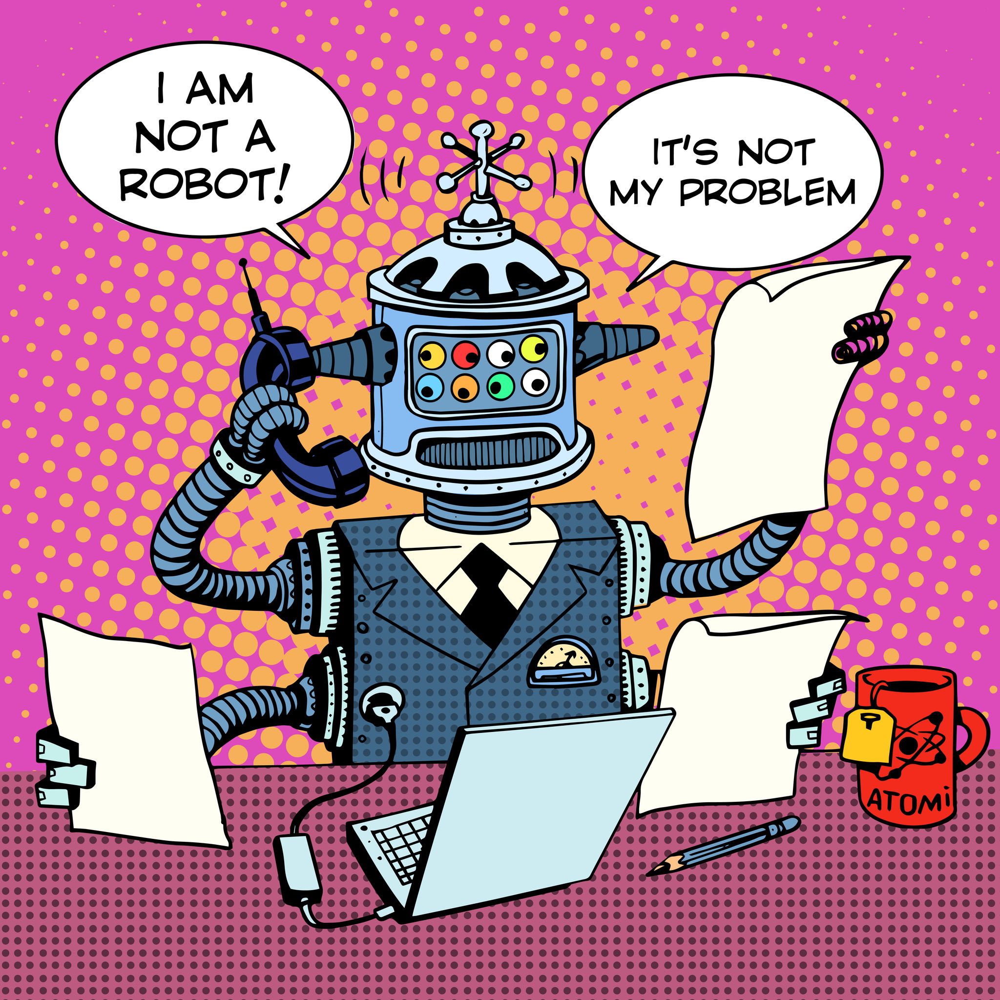 I AM
NOT A
ROBOT!
IT'S NOT
MY PROBLEM
T
ATOMI